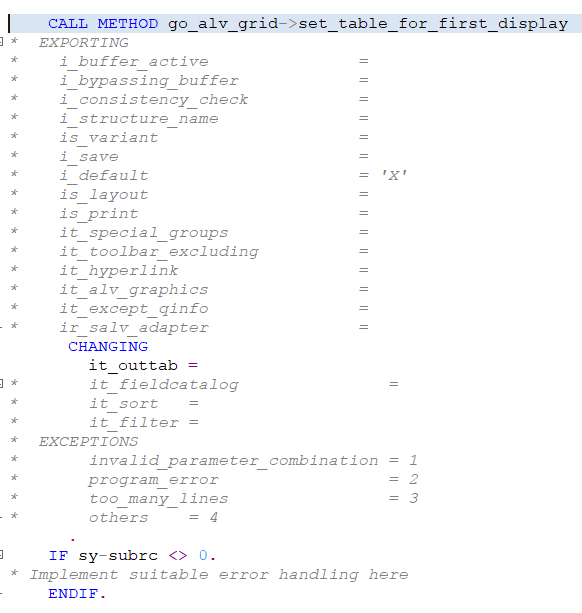 CALL METHOD go_alv_grid->set_table_for_first_display
*  EXPORTING
*    i_buffer_active               =
*    i_bypassing_buffer            =
*    i_consistency_check           =
*    i_structure_name              =
*    is_variant                    =
*    i_save                        =
*    i_default                     = 'X'
*    is_layout                     =
*    is_print                      =
*    it_special_groups             =
*    it_toolbar_excluding          =
*    it_hyperlink                  =
*    it_alv_graphics               =
*    it_except_qinfo               =
*    ir_salv_adapter               =
CHANGING
it_outtab =
*       it_fieldcatalog               =
*       it_sort   =
*       it_filter =
*  EXCEPTIONS
*       invalid_parameter_combination = 1
*       program_error                 = 2
*       too_many_lines                = 3
*       others    = 4
.
IF sy-subrc <> 0.
* Implement suitable error handling here
ENDIF.